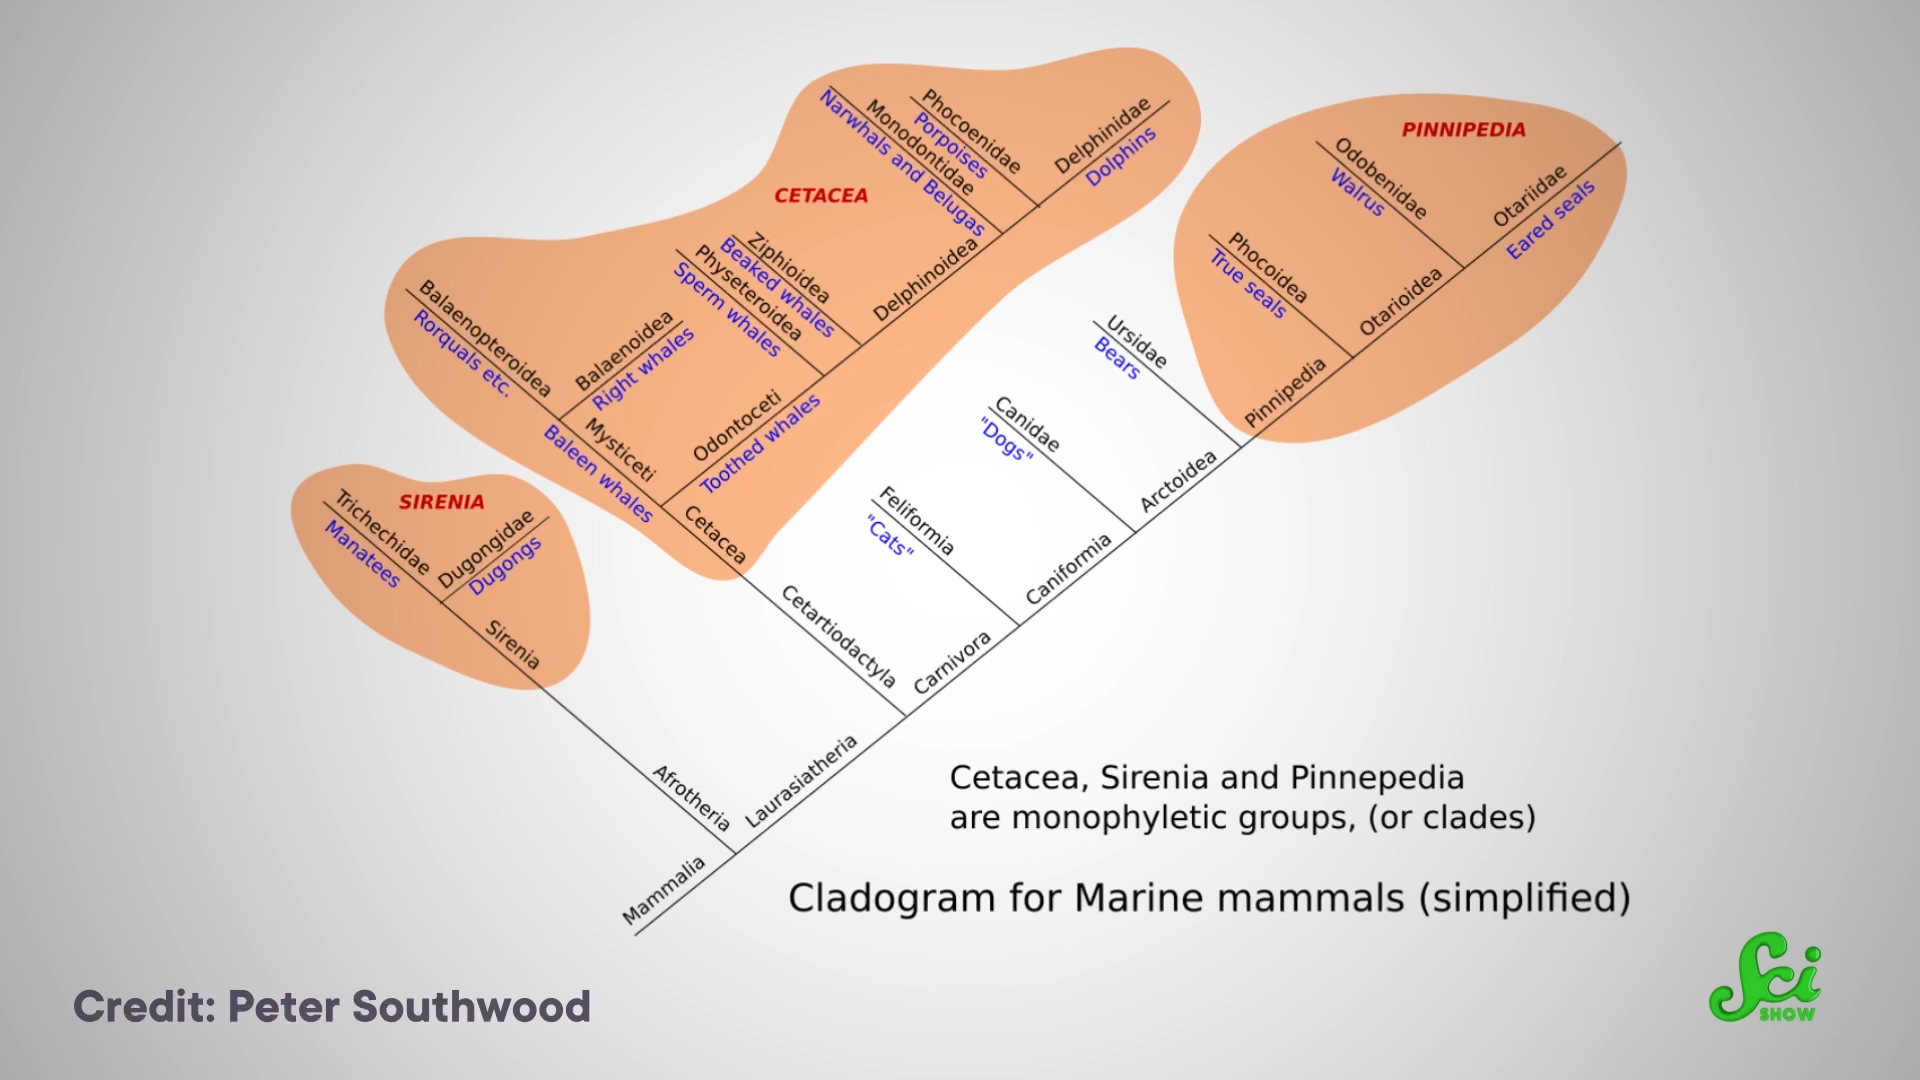 Phocoenidae
Porpoises
Monodontidae
Narwhals and Belugas
Delphinidae
Dolphins
CETACEA
PINNIPEDIA
Odobenidae
Walrus
Otariidae
Eared seals
Ziphioidea
Beaked whales
Physeteroidea
Sperm whales
Delphinoidea
Phocoidea
True seals
Otarioidea
Balaenopteroidea
Rorquals etc.
Balaenoidea
Right whales
Ursidae
Bears
Pinnipedia
Mysticeti
Baleen whales
Odontoceti
Toothed whales
Canidae
"Dogs"
Arctoidea
SIRENIA
Trichechidae
Manatees
Dugongidae
Dugongs
Cetacea
Feliformia
"Cats"
Caniformia
Sirenia
Cetartiodactyla
Carnivora
Afrotheria
Laurasiatheria
Mammalia
Cetacea, Sirenia and Pinnepedia
are monophyletic groups, (or clades)
Cladogram for Marine mammals (simplified)
Credit: Peter Southwood
Sci
SHOW